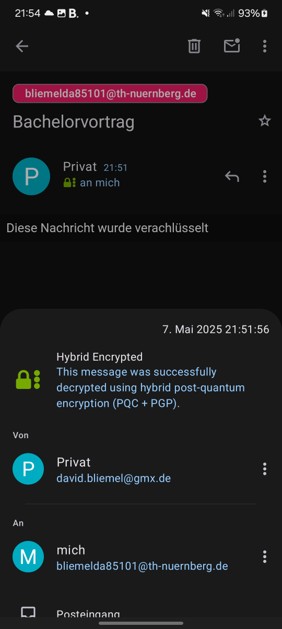 21:54 B. • 93%
bliemelda85101@th-nuernberg.de
Bachelorvortrag
P Privat 21:51
an mich
Diese Nachricht wurde verachlüsselt
7. Mai 2025 21:51:56
Hybrid Encrypted
This message was successfully
decrypted using hybrid post-quantum
encryption (PQC + PGP).
Von
P Privat
david.bliemel@gmx.de
An
M mich
bliemelda85101@th-nuernberg.de
Posteingang